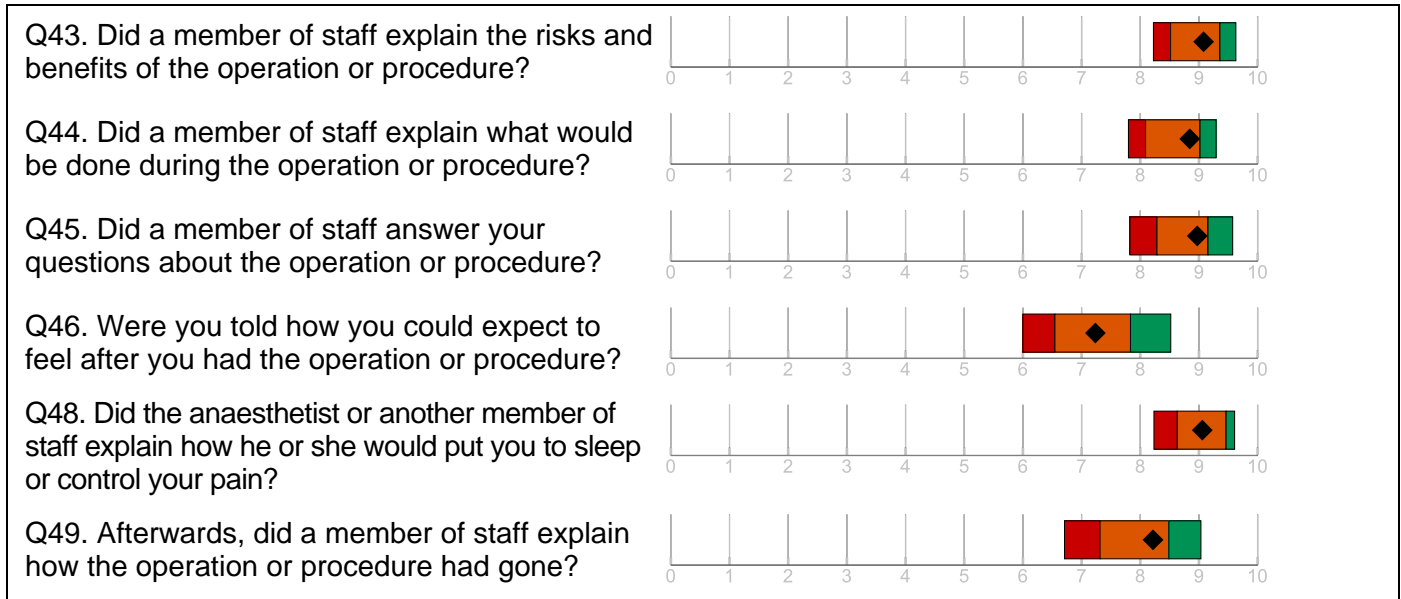 Q43. Did a member of staff explain the risks and
benefits of the operation or procedure?
0 1 2 3 4 5 6 7 8 9 10
Q44. Did a member of staff explain what would
be done during the operation or procedure?
0 1 2 3 4 5 6 7 8 9 10
Q45. Did a member of staff answer your
questions about the operation or procedure?
0 1 2 3 4 5 6 7 8 9 10
Q46. Were you told how you could expect to
feel after you had the operation or procedure?
0 1 2 3 4 5 6 7 8 9 10
Q48. Did the anaesthetist or another member of
staff explain how he or she would put you to sleep
or control your pain?
0 1 2 3 4 5 6 7 8 9 10
Q49. Afterwards, did a member of staff explain
how the operation or procedure had gone?
0 1 2 3 4 5 6 7 8 9 10